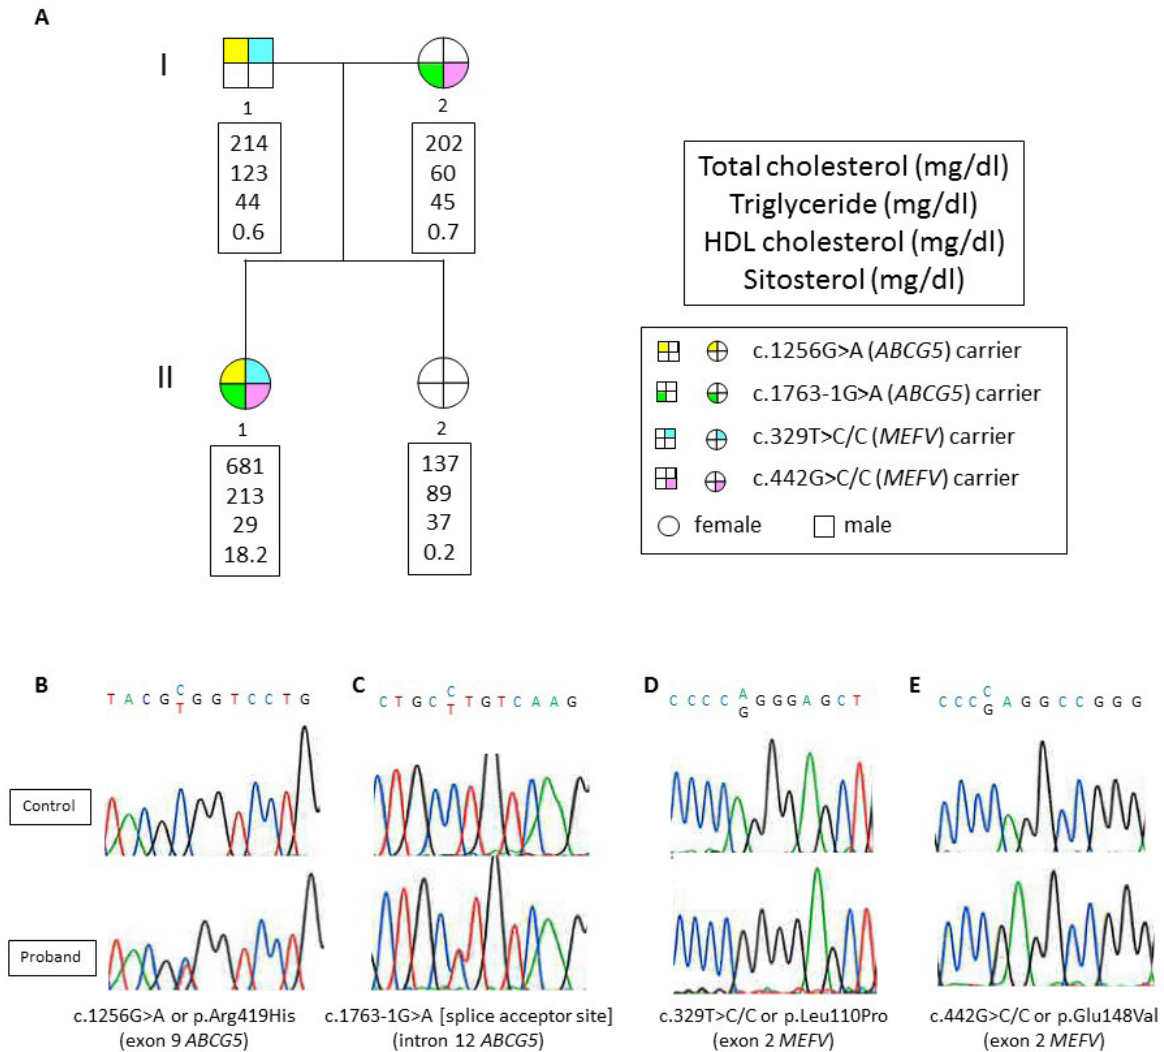 A
I
1
2
214
123
44
0.6
202
60
45
0.7
Total cholesterol (mg/dl)
Triglyceride (mg/dl)
HDL cholesterol (mg/dl)
Sitosterol (mg/dl)
c.1256G>A (ABCG5) carrier
c.1763-1G>A (ABCG5) carrier
c.329T>C/C (MEFV) carrier
c.442G>C/C (MEFV) carrier
female
male
II
1
2
681
213
29
18.2
137
89
37
0.2
B
T A C G C/T G G T C C T G
C
C T G C C/T T G T C A A G
D
C C C C A/G G G G A G C T
E
C C C C/G A G G C C G G G
Control
Proband
c.1256G>A or p.Arg419His
(exon 9 ABCG5)
c.1763-1G>A [splice acceptor site]
(intron 12 ABCG5)
c.329T>C/C or p.Leu110Pro
(exon 2 MEFV)
c.442G>C/C or p.Glu148Val
(exon 2 MEFV)